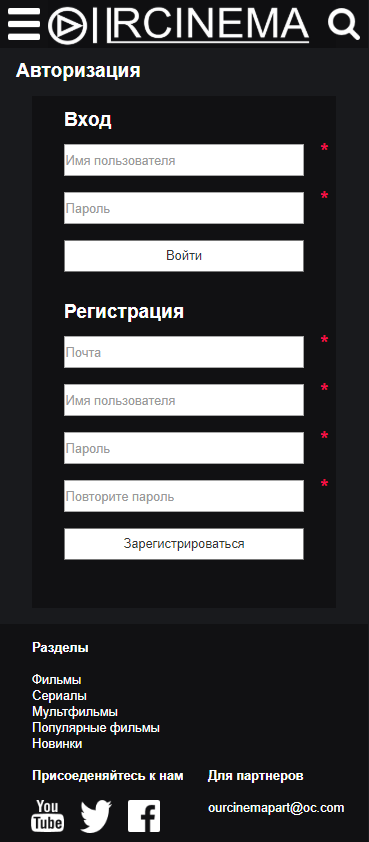 OURCINEMA
Авторизация
Вход
Имя пользователя
*
Пароль
*
Войти
Регистрация
Почта
*
Имя пользователя
*
Пароль
*
Повторите пароль
*
Зарегистрироваться
Разделы
Фильмы
Сериалы
Мультфильмы
Популярные фильмы
Новинки
Присоеденяйтесь к нам
Для партнеров
You Tube
ourcinemapart@oc.com